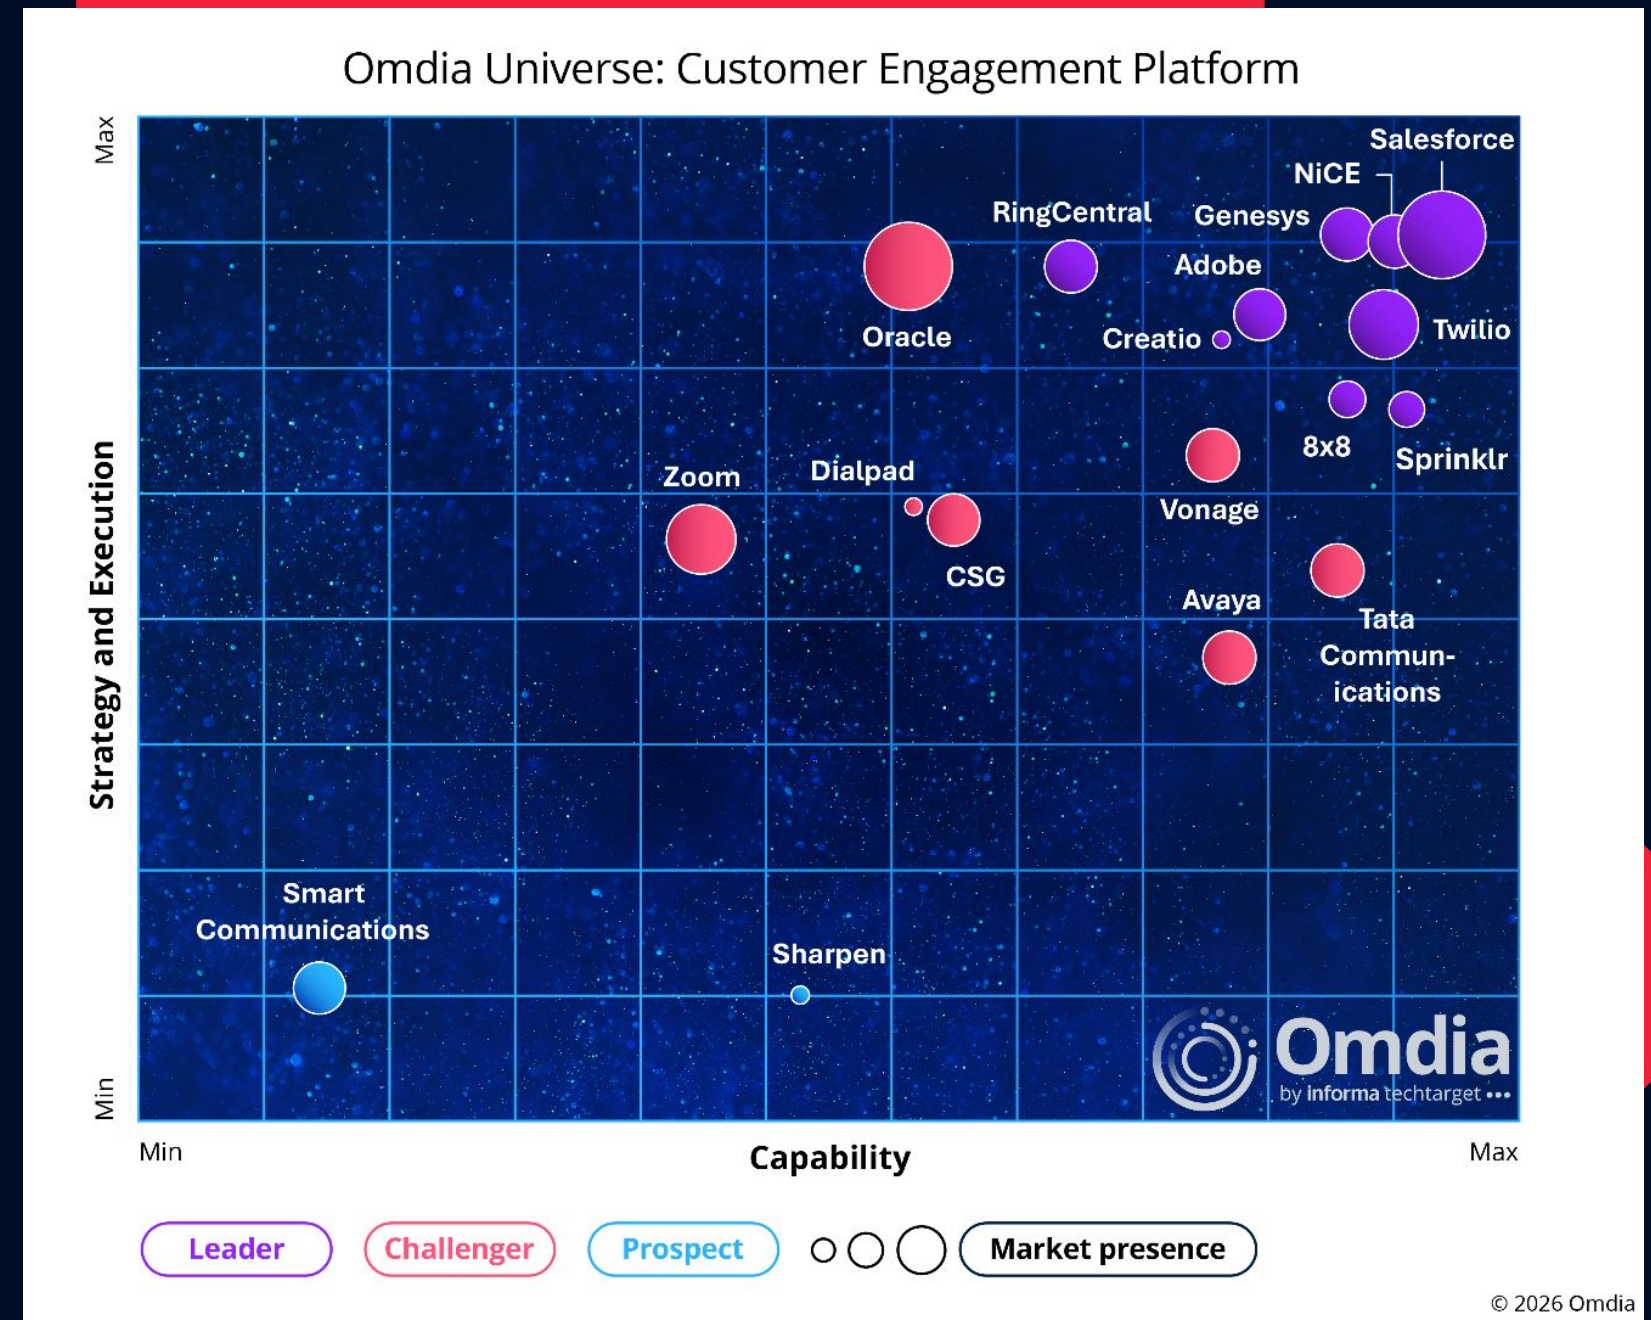 Omdia Universe: Customer Engagement Platform
Max
Salesforce
NiCE
RingCentral
Genesys
Adobe
Oracle
Creatio
Twilio
8x8
Sprinklr
Zoom
Dialpad
Vonage
CSG
Avaya
Tata
Commun-
ications
Strategy and Execution
Smart
Communications
Sharpen
Omdia
by informa techtarget
Min
Min
Capability
Max
Leader
Challenger
Prospect
Market presence
© 2026 Omdia